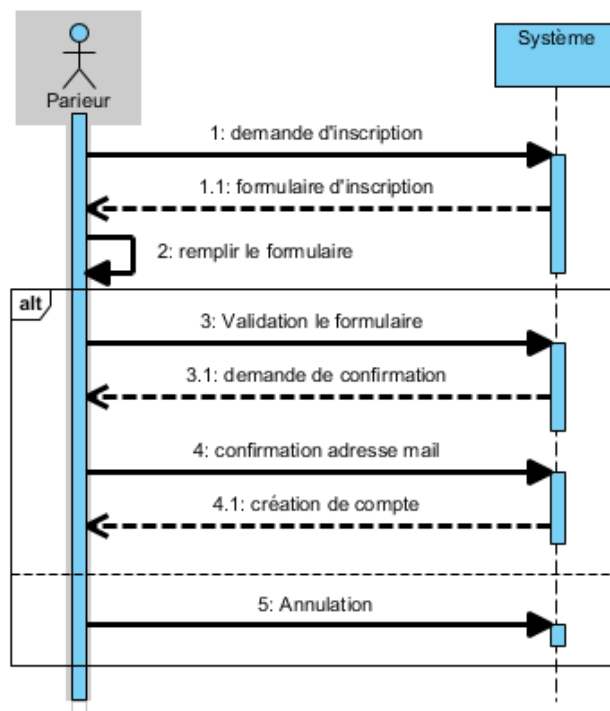 Système
Parieur
1: demande d'inscription
1.1: formulaire d'inscription
2: remplir le formulaire
alt
3: Validation le formulaire
3.1: demande de confirmation
4: confirmation adresse mail
4.1: création de compte
5: Annulation